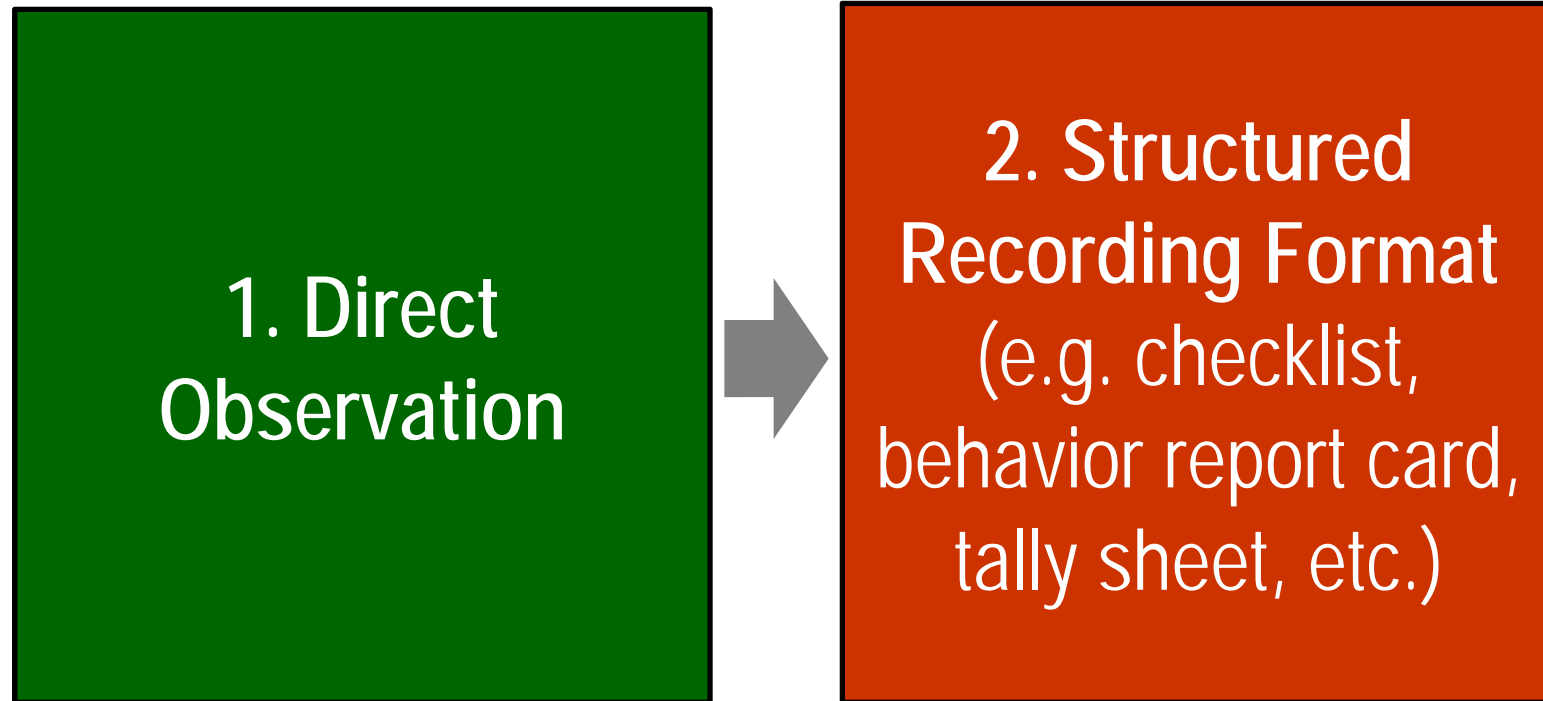 1. Direct
Observation
2. Structured
Recording Format
(e.g. checklist,
behavior report card,
tally sheet, etc.)